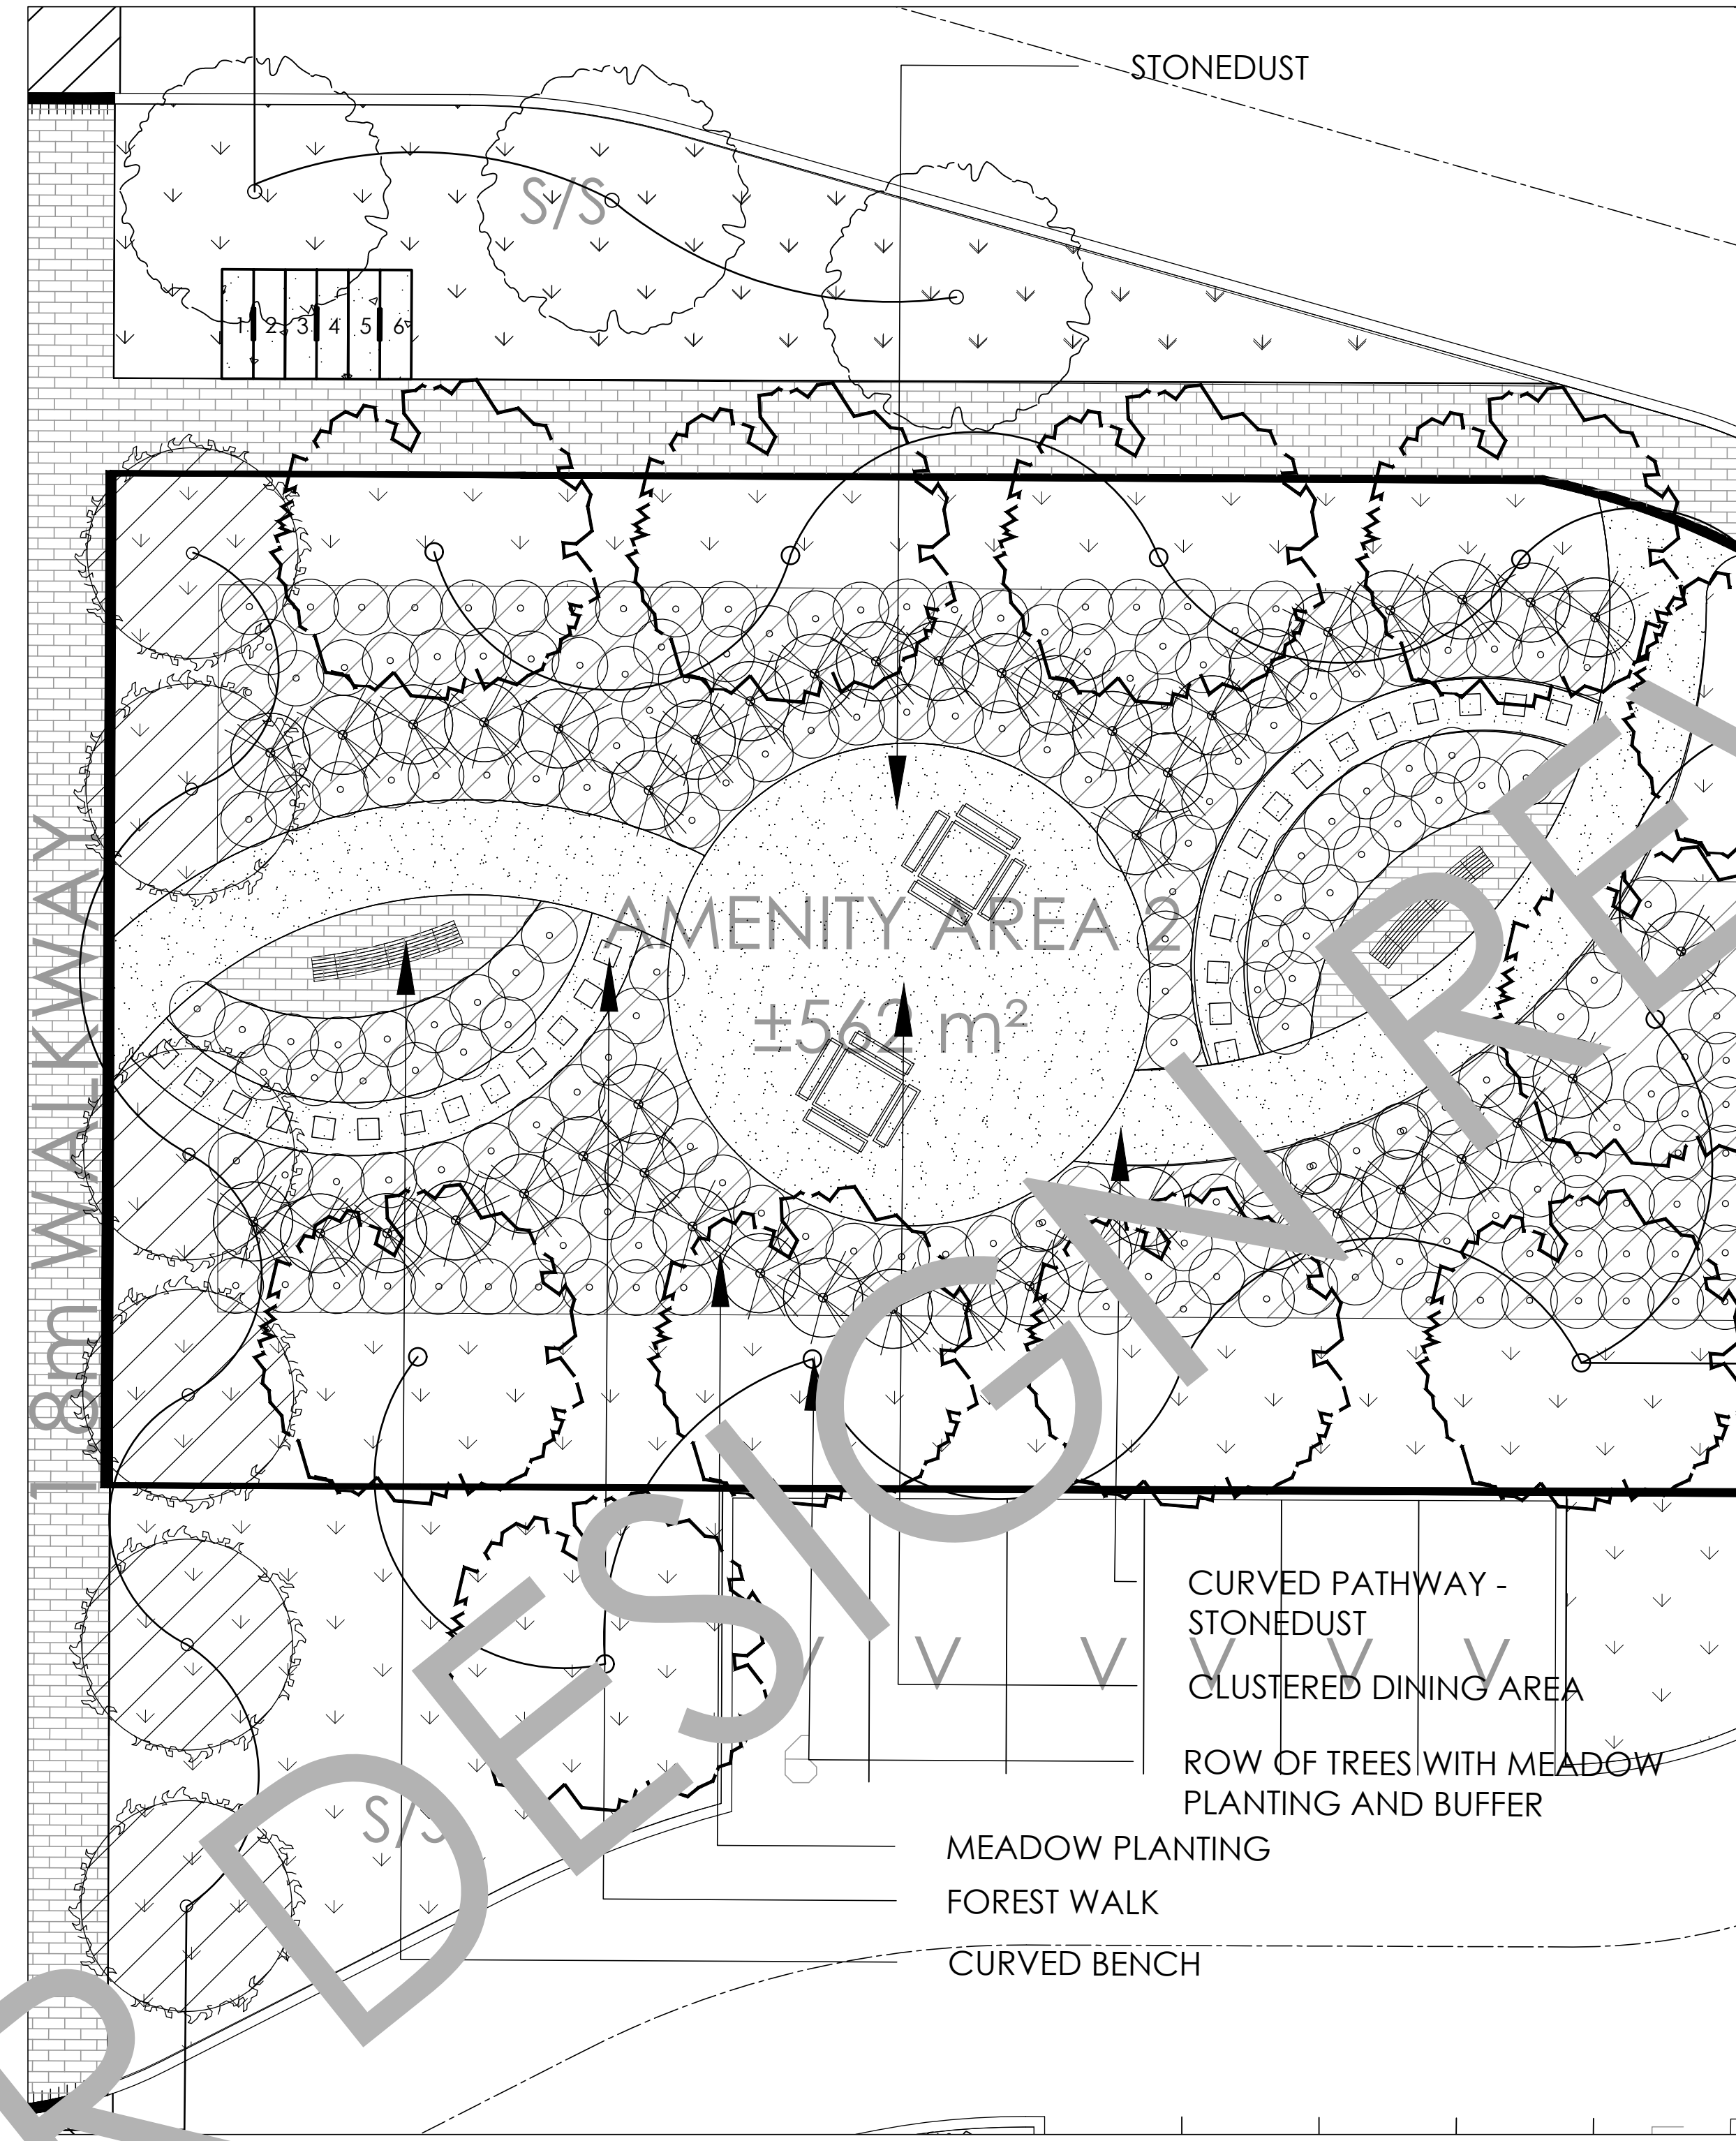 STONEDUST
S/S
1 2 3 4 5 6
1.8m WALKWAY
AMENITY AREA 2
±562 m²
CURVED PATHWAY -
STONEDUST
V V V V V V
CLUSTERED DINING AREA
ROW OF TREES WITH MEADOW
PLANTING AND BUFFER
S/S
MEADOW PLANTING
FOREST WALK
CURVED BENCH
R DESIGN RE